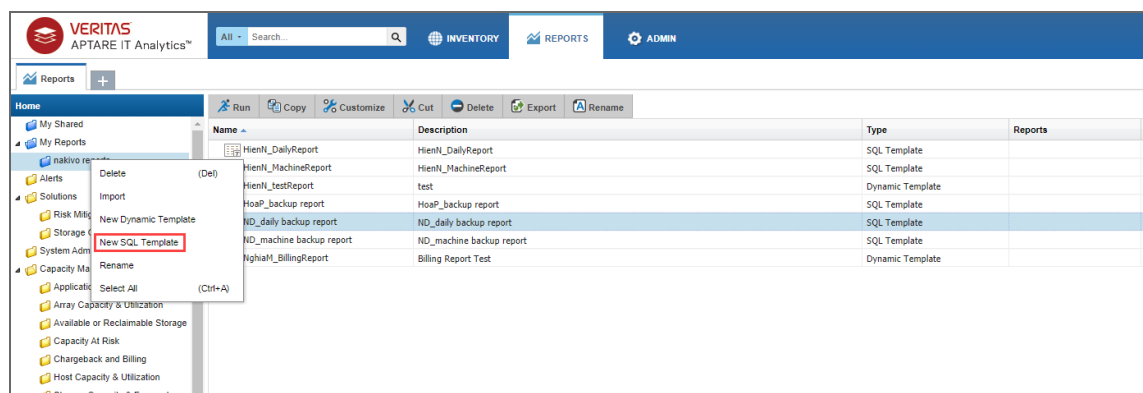 VERITAS
APTARE IT Analytics™
All Search...
INVENTORY
REPORTS
ADMIN
Reports
+
Home
Run Copy Customize Cut Delete Export Rename
My Shared
Name Description Type Reports
My Reports
HienN_DailyReport HienN_DailyReport SQL Template
nakivo
HienN_MachineReport HienN_MachineReport SQL Template
Delete (Del)
Alerts
HienN_testReport test Dynamic Template
Import
Solutions
HoaP_backup report HoaP_backup report SQL Template
Risk
New Dynamic Template
ND_daily backup report ND_daily backup report SQL Template
Storage
New SQL Template
ND_machine backup report ND_machine backup report SQL Template
System
NghiaM_BillingReport Billing Report Test Dynamic Template
Rename
Capacity
Select All (Ctrl+A)
Array Capacity & Utilization
Available or Reclaimable Storage
Capacity At Risk
Chargeback and Billing
Host Capacity & Utilization